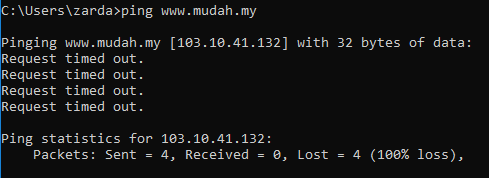 C:\Users\zarda>ping www.mudah.my
Pinging www.mudah.my [103.10.41.132] with 32 bytes of data:
Request timed out.
Request timed out.
Request timed out.
Request timed out.
Ping statistics for 103.10.41.132:
    Packets: Sent = 4, Received = 0, Lost = 4 (100% loss),